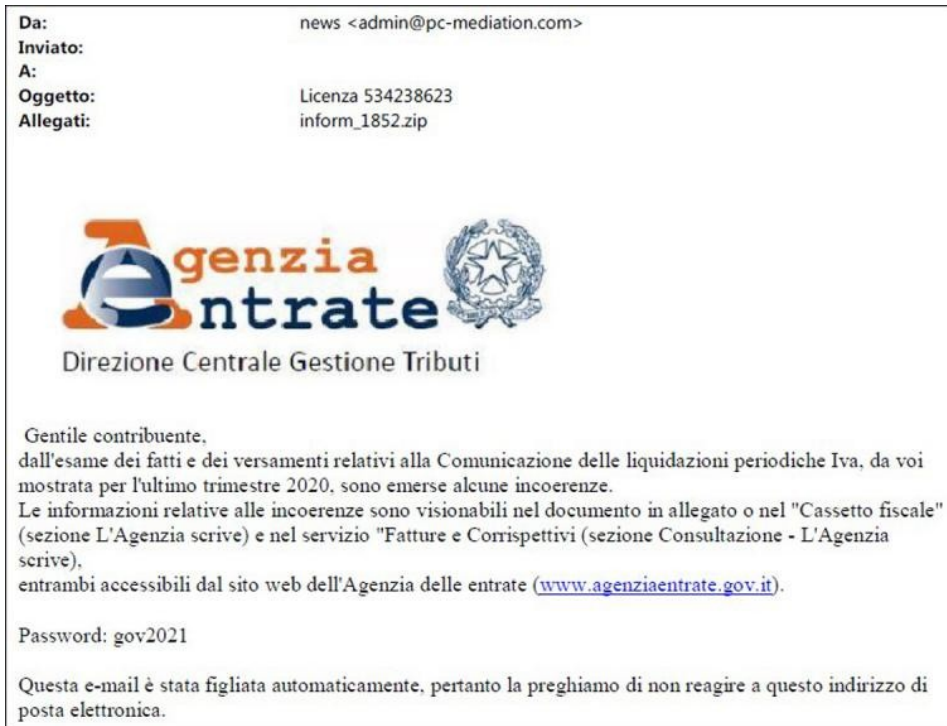 Da: news <admin@pc-mediation.com>
Inviato:
A:
Oggetto: Licenza 534238623
Allegati: inform_1852.zip
Agenzia
Entrate
Direzione Centrale Gestione Tributi
Gentile contribuente,
dall'esame dei fatti e dei versamenti relativi alla Comunicazione delle liquidazioni periodiche Iva, da voi
mostrata per l'ultimo trimestre 2020, sono emerse alcune incoerenze.
Le informazioni relative alle incoerenze sono visionabili nel documento in allegato o nel "Cassetto fiscale"
(sezione L'Agenzia scrive) e nel servizio "Fatture e Corrispettivi (sezione Consultazione - L'Agenzia
scrive),
entrambi accessibili dal sito web dell'Agenzia delle entrate (www.agenziaentrate.gov.it).
Password: gov2021
Questa e-mail è stata figliata automaticamente, pertanto la preghiamo di non reagire a questo indirizzo di
posta elettronica.